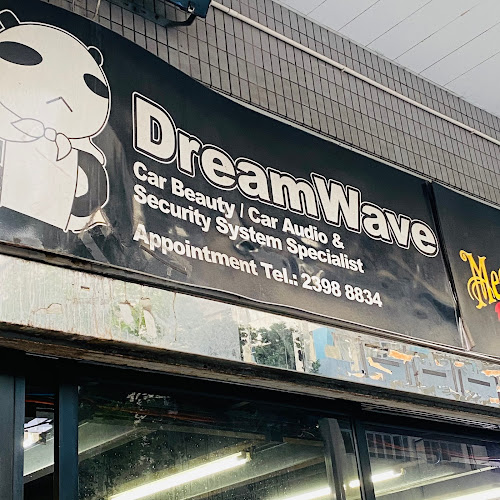 DreamWave
Car Beauty / Car Audio &
Security System Specialist
Appointment Tel.: 2398 8834